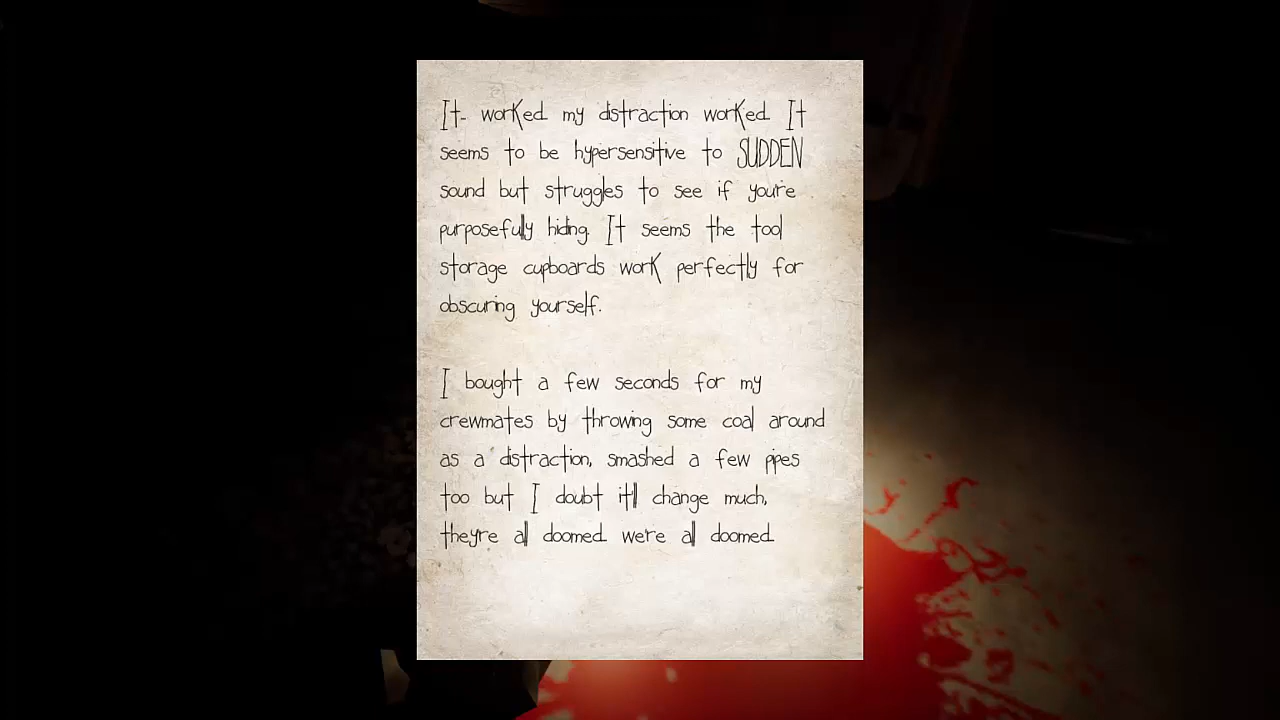 It- worked my distraction worked. It
seems to be hypersensitive to SUDDEN
sound but struggles to see if you're
purposefully hiding. It seems the tool
storage cupboards work perfectly for
obscuring yourself.
I bought a few seconds for my
crewmates by throwing some coal around
as a distraction, smashed a few pipes
too but I doubt it'll change much,
they're all doomed. we're all doomed.